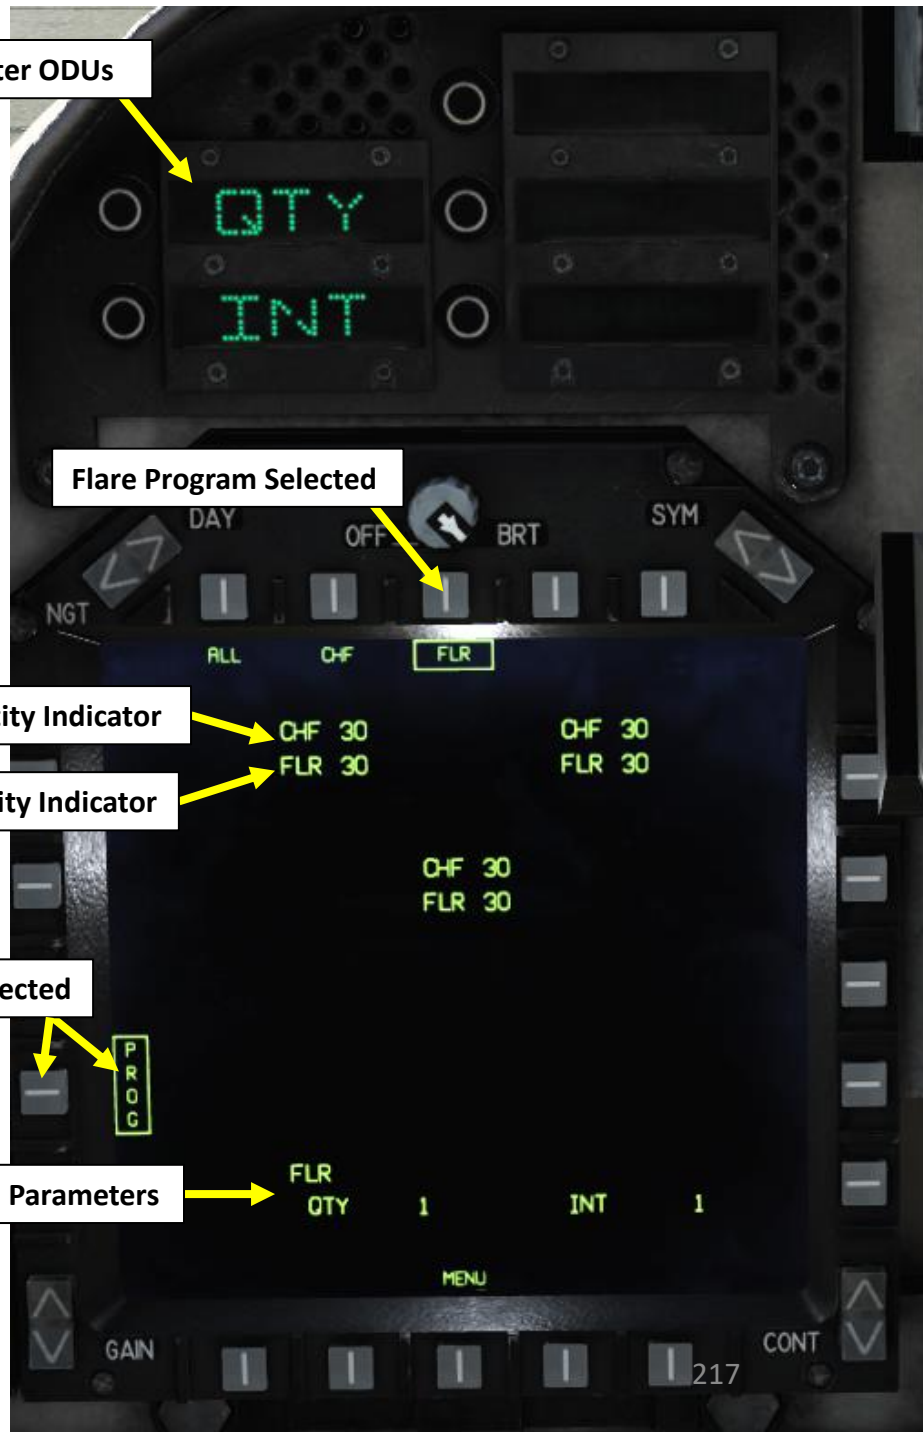 ter ODUs
QTY
INT
Flare Program Selected
DAY
OFF
BRT
SYM
NGT
ALL CHF FLR
ity Indicator
CHF 30 CHF 30
FLR 30 FLR 30
ity Indicator
CHF 30
FLR 30
ected
PROG
FLR
Parameters
QTY 1 INT 1
MENU
GAIN
CONT
217